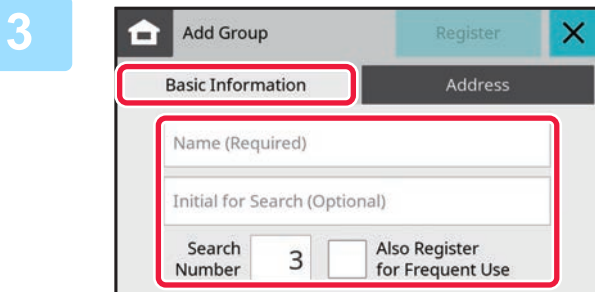 3
Add Group
Register
Basic Information
Address
Name (Required)
Initial for Search (Optional)
Search
Number
3
Also Register
for Frequent Use